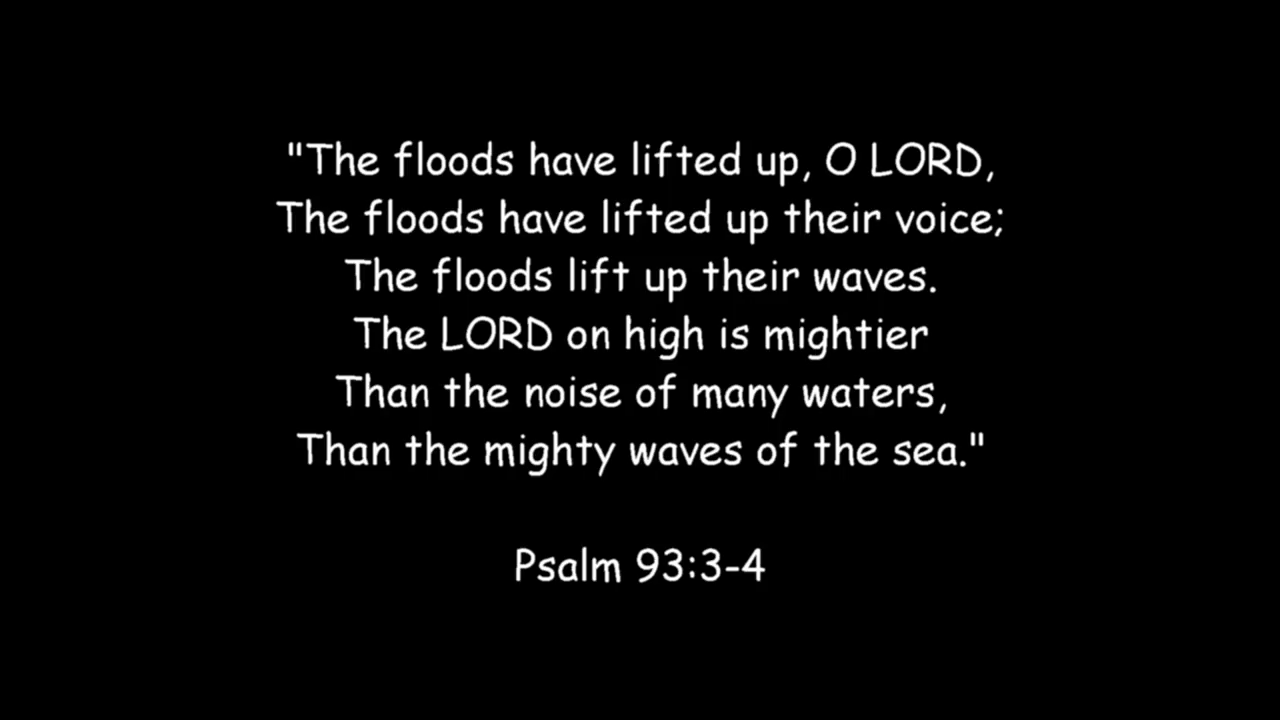 "The floods have lifted up, O LORD,
The floods have lifted up their voice;
The floods lift up their waves.
The LORD on high is mightier
Than the noise of many waters,
Than the mighty waves of the sea."
Psalm 93:3-4